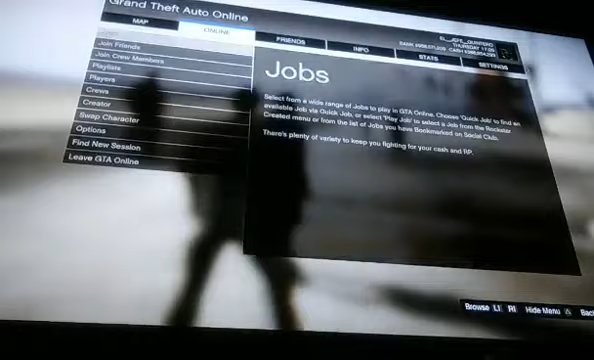 Grand Theft Auto Online
MAP
ONLINE
FRIENDS
INFO
STATS
SETTINGS
THURSDAY
Join Friends
Join Crew Members
Playlists
Players
Crews
Creator
Swap Character
Options
Find New Session
Leave GTA Online
Jobs
Select from a wide range of Jobs to play in GTA Online. Choose 'Quick Job' to find an
available Job via Quick Job, or select 'Play Job' to select a Job from the Rockstar
Created menu or from the list of Jobs you have Bookmarked on Social Club.
There's plenty of variety to keep you fighting for your cash and RP.
Browse L1 R1 Hide Menu Back